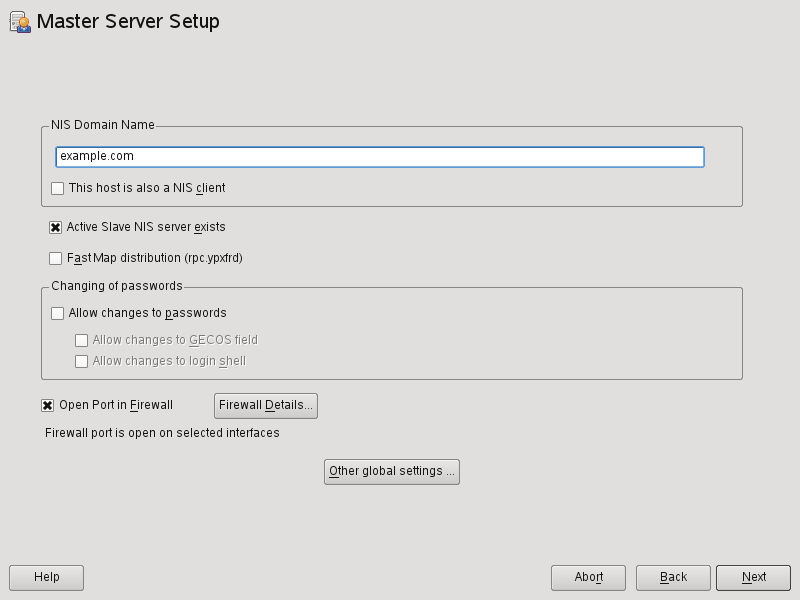 Master Server Setup
NIS Domain Name
example.com
This host is also a NIS client
Active Slave NIS server exists
Fast Map distribution (rpc.ypxfrd)
Changing of passwords
Allow changes to passwords
Allow changes to GECOS field
Allow changes to login shell
Open Port in Firewall Firewall Details...
Firewall port is open on selected interfaces
Other global settings ...
Help Abort Back Next